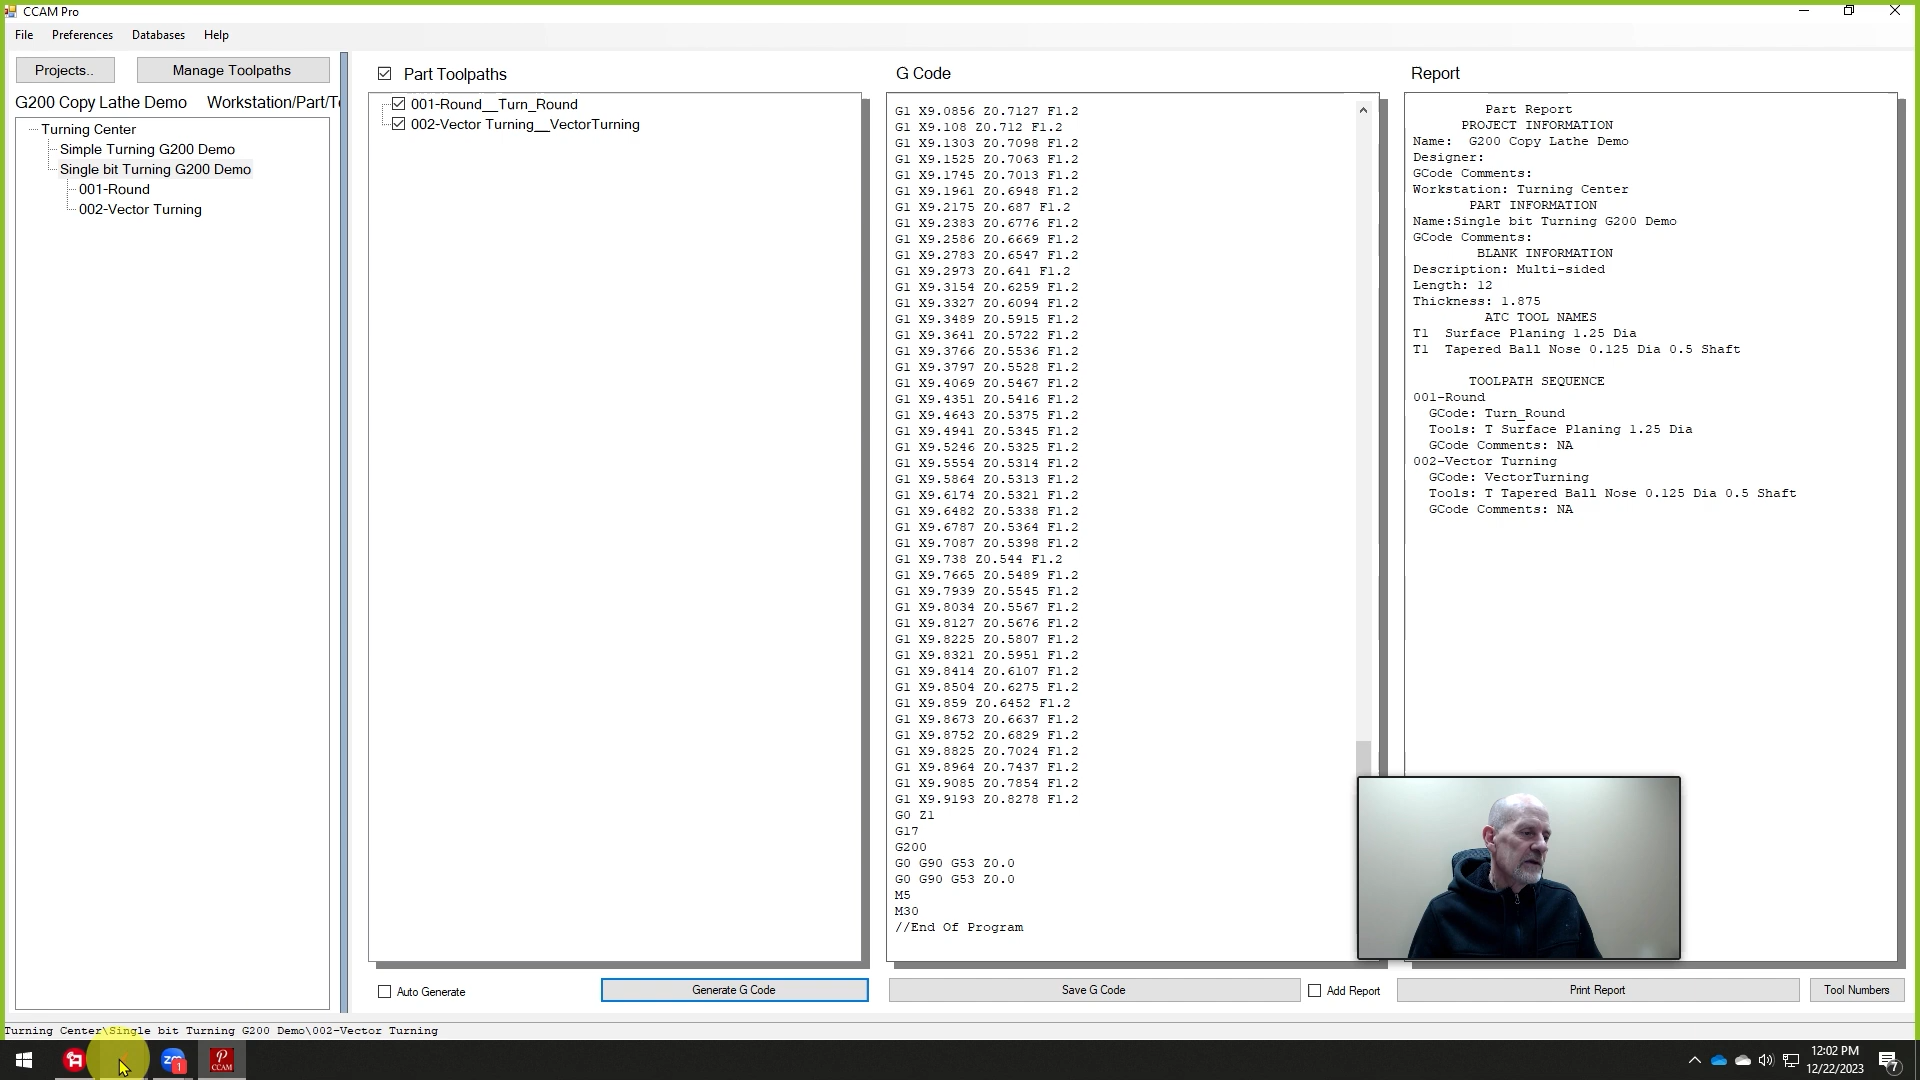 CCAM Pro
File Preferences Databases Help
Projects.. Manage Toolpaths
G200 Copy Lathe Demo Workstation/Part/T
Turning Center
Simple Turning G200 Demo
Single bit Turning G200 Demo
001-Round
002-Vector Turning
Part Toolpaths
001-Round__Turn_Round
002-Vector Turning__VectorTurning
G Code
G1 X9.0856 Z0.7127 F1.2
G1 X9.108 Z0.712 F1.2
G1 X9.1303 Z0.7098 F1.2
G1 X9.1525 Z0.7063 F1.2
G1 X9.1745 Z0.7013 F1.2
G1 X9.1961 Z0.6948 F1.2
G1 X9.2175 Z0.687 F1.2
G1 X9.2383 Z0.6776 F1.2
G1 X9.2586 Z0.6669 F1.2
G1 X9.2783 Z0.6547 F1.2
G1 X9.2973 Z0.641 F1.2
G1 X9.3154 Z0.6259 F1.2
G1 X9.3327 Z0.6094 F1.2
G1 X9.3489 Z0.5915 F1.2
G1 X9.3641 Z0.5722 F1.2
G1 X9.3766 Z0.5536 F1.2
G1 X9.3797 Z0.5528 F1.2
G1 X9.4069 Z0.5467 F1.2
G1 X9.4351 Z0.5416 F1.2
G1 X9.4643 Z0.5375 F1.2
G1 X9.4941 Z0.5345 F1.2
G1 X9.5246 Z0.5325 F1.2
G1 X9.5554 Z0.5314 F1.2
G1 X9.5864 Z0.5313 F1.2
G1 X9.6174 Z0.5321 F1.2
G1 X9.6482 Z0.5338 F1.2
G1 X9.6787 Z0.5364 F1.2
G1 X9.7087 Z0.5398 F1.2
G1 X9.738 Z0.544 F1.2
G1 X9.7665 Z0.5489 F1.2
G1 X9.7939 Z0.5545 F1.2
G1 X9.8034 Z0.5567 F1.2
G1 X9.8127 Z0.5676 F1.2
G1 X9.8225 Z0.5807 F1.2
G1 X9.8321 Z0.5951 F1.2
G1 X9.8414 Z0.6107 F1.2
G1 X9.8504 Z0.6275 F1.2
G1 X9.859 Z0.6452 F1.2
G1 X9.8673 Z0.6637 F1.2
G1 X9.8752 Z0.6829 F1.2
G1 X9.8825 Z0.7024 F1.2
G1 X9.8964 Z0.7437 F1.2
G1 X9.9085 Z0.7854 F1.2
G1 X9.9193 Z0.8278 F1.2
G0 Z1
G17
G200
G0 G90 G53 Z0.0
G0 G90 G53 Z0.0
M5
M30
//End Of Program
Report
Part Report
PROJECT INFORMATION
Name: G200 Copy Lathe Demo
Designer:
GCode Comments:
Workstation: Turning Center
PART INFORMATION
Name:Single bit Turning G200 Demo
GCode Comments:
BLANK INFORMATION
Description: Multi-sided
Length: 12
Thickness: 1.875
ATC TOOL NAMES
T1 Surface Planing 1.25 Dia
T1 Tapered Ball Nose 0.125 Dia 0.5 Shaft
TOOLPATH SEQUENCE
001-Round
GCode: Turn_Round
Tools: T Surface Planing 1.25 Dia
GCode Comments: NA
002-Vector Turning
GCode: VectorTurning
Tools: T Tapered Ball Nose 0.125 Dia 0.5 Shaft
GCode Comments: NA
Auto Generate Generate G Code Save G Code Add Report Print Report Tool Numbers
Turning Center\Single bit Turning G200 Demo\002-Vector Turning
zm 1
P CCAM
12:02 PM
12/22/2023
7